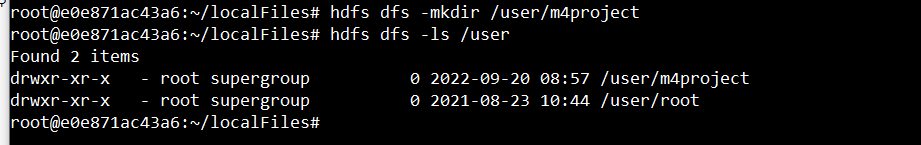 root@e0e871ac43a6:~/localFiles# hdfs dfs -mkdir /user/m4project
root@e0e871ac43a6:~/localFiles# hdfs dfs -ls /user
Found 2 items
drwxr-xr-x   - root supergroup          0 2022-09-20 08:57 /user/m4project
drwxr-xr-x   - root supergroup          0 2021-08-23 10:44 /user/root
root@e0e871ac43a6:~/localFiles#